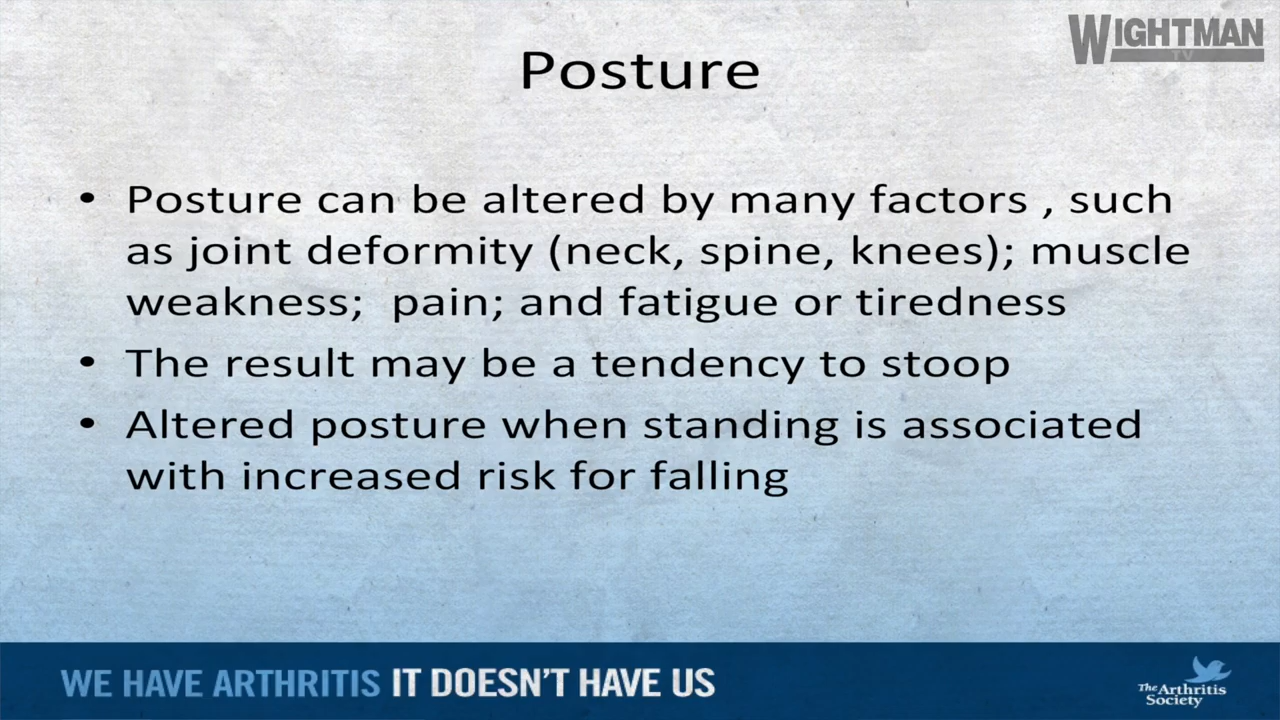 WIGHTMAN
TV
Posture
• Posture can be altered by many factors , such
as joint deformity (neck, spine, knees); muscle
weakness;  pain; and fatigue or tiredness
• The result may be a tendency to stoop
• Altered posture when standing is associated
with increased risk for falling
WE HAVE ARTHRITIS IT DOESN'T HAVE US
The Arthritis
Society